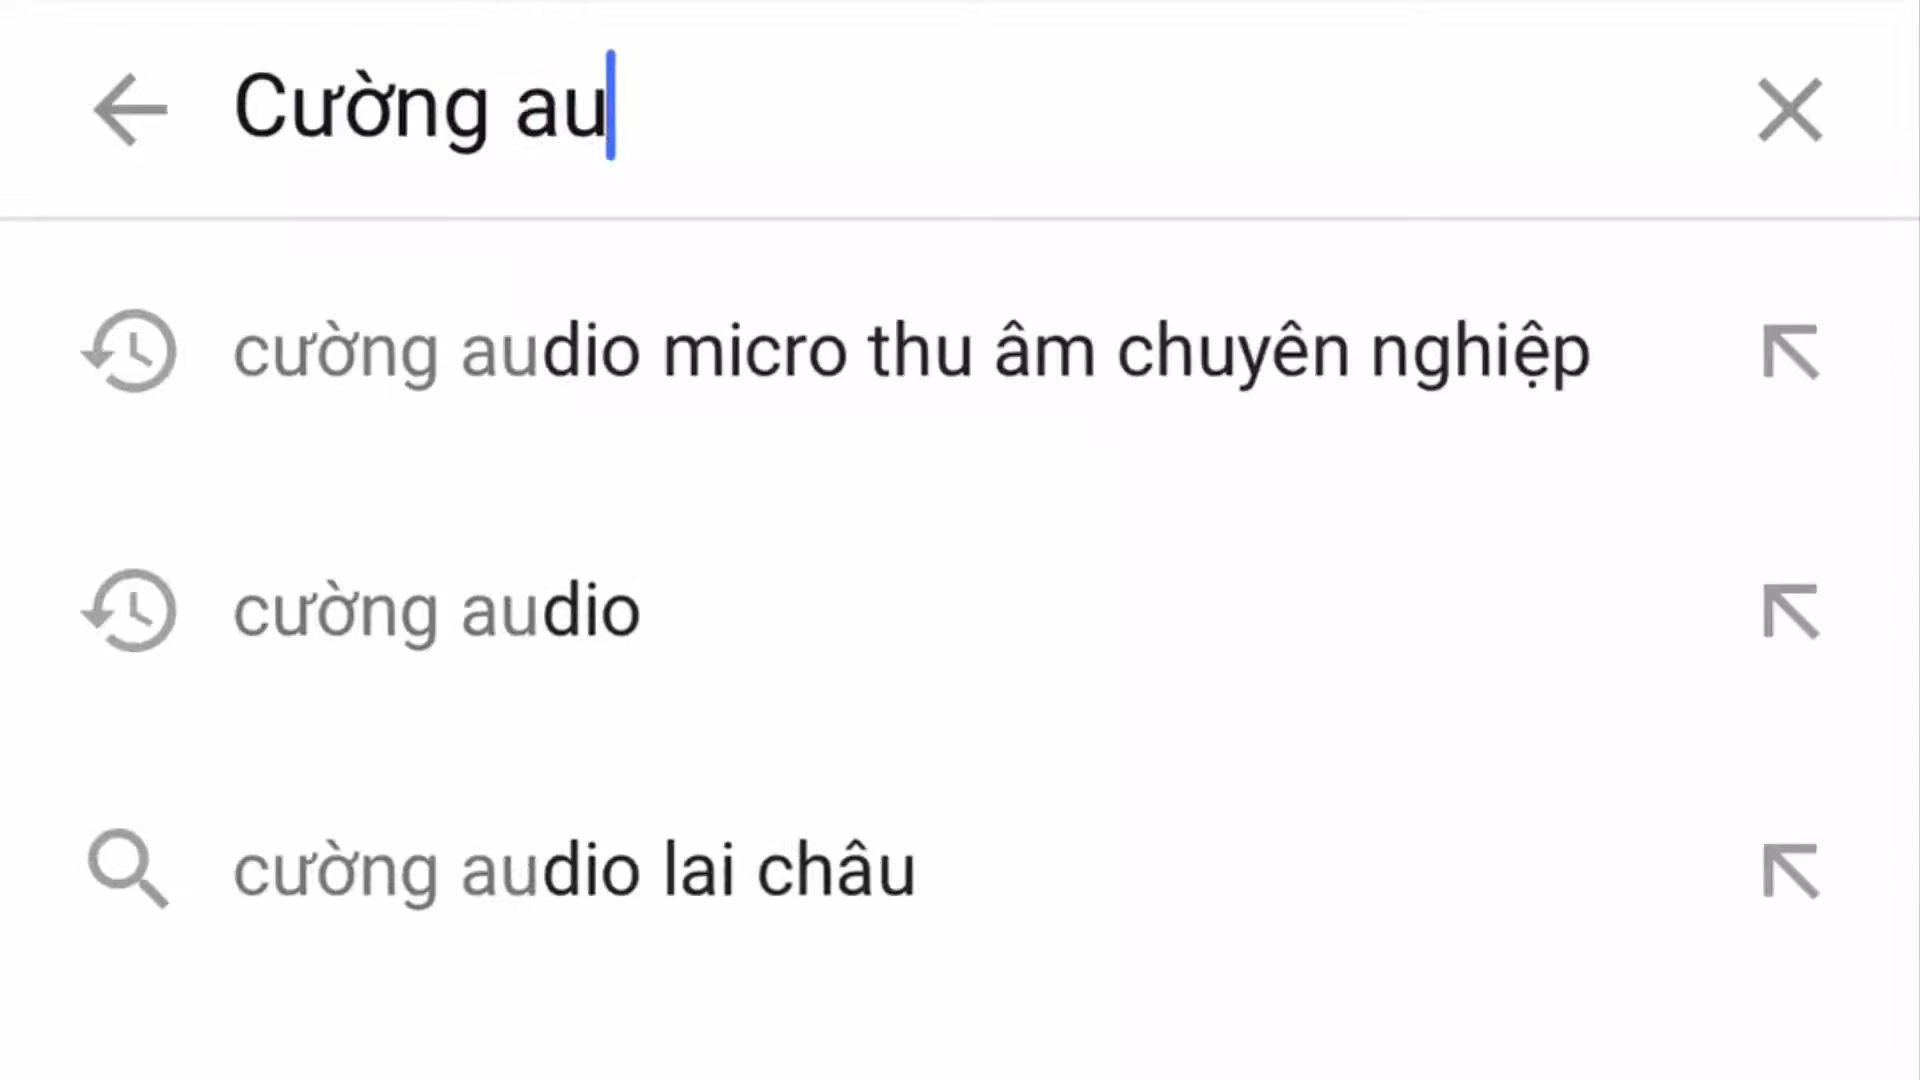 Cường au
cường audio micro thu âm chuyên nghiệp
cường audio
cường audio lai châu